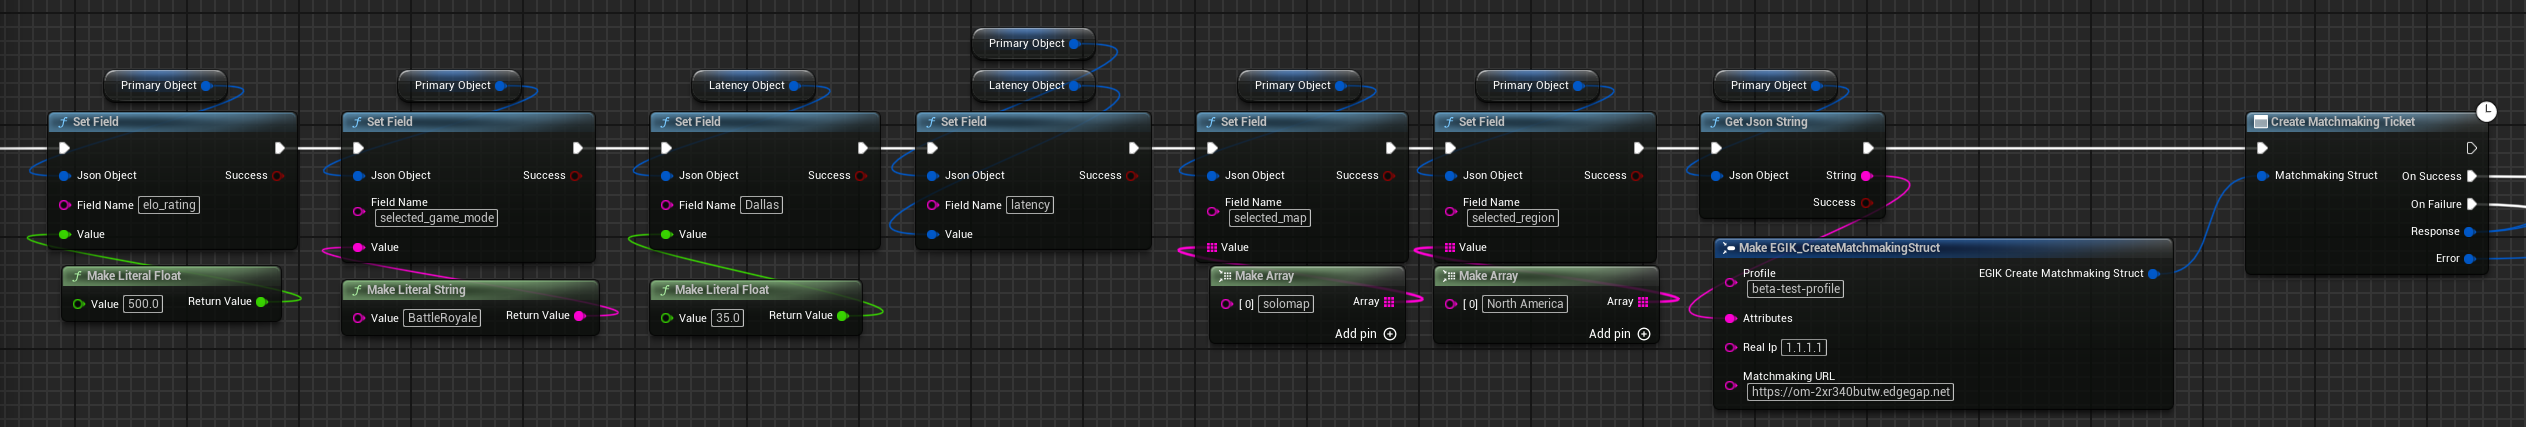 Primary Object
Set Field
Json Object
Success
Field Name elo_rating
Value
Make Literal Float
Value 500.0
Return Value
Primary Object
Set Field
Json Object
Success
Field Name
selected_game_mode
Value
Make Literal String
Value BattleRoyale
Return Value
Latency Object
Set Field
Json Object
Success
Field Name Dallas
Value
Make Literal Float
Value 35.0
Return Value
Primary Object
Latency Object
Set Field
Json Object
Success
Field Name latency
Value
Primary Object
Set Field
Json Object
Success
Field Name
selected_map
Value
Make Array
[0] solomap
Array
Add pin
Primary Object
Set Field
Json Object
Success
Field Name
selected_region
Value
Make Array
[0] North America
Array
Add pin
Primary Object
Get Json String
Json Object
String
Success
Make EGIK_CreateMatchmakingStruct
Profile
beta-test-profile
EGIK Create Matchmaking Struct
Attributes
Real Ip 1.1.1.1
Matchmaking URL
https://om-2xr340butw.edgegap.net
Create Matchmaking Ticket
Matchmaking Struct
On Success
On Failure
Response
Error